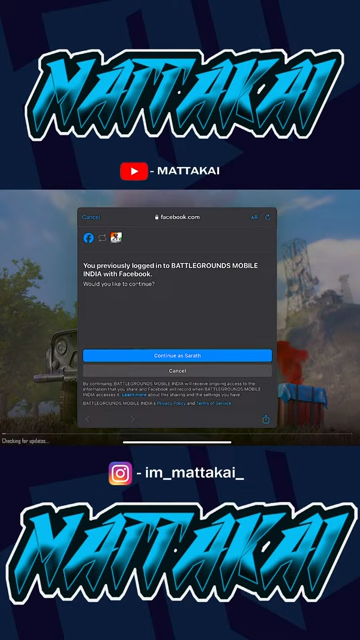 MATTAKAI
- MATTAKAI
Cancel
facebook.com
AA
You previously logged in to BATTLEGROUNDS MOBILE
INDIA with Facebook.
Would you like to continue?
Continue as Sarath
Cancel
By continuing, BATTLEGROUNDS MOBILE INDIA will receive ongoing access to the
information that you share and Facebook will record when BATTLEGROUNDS MOBILE
INDIA accesses it. Learn more about this sharing and the settings you have.
BATTLEGROUNDS MOBILE INDIA's Privacy Policy and Terms of Service
Checking for updates...
- im_mattakai_
MATTAKAI